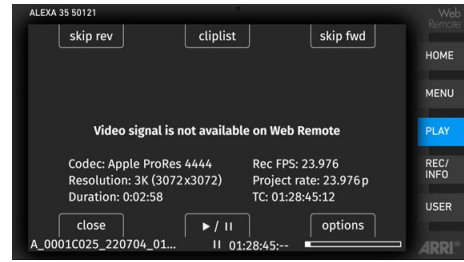 ALEXA 35 50121
Web
Remote
skip rev cliplist skip fwd
HOME
MENU
Video signal is not available on Web Remote
PLAY
Codec: Apple ProRes 4444 Rec FPS: 23.976
REC/
INFO
Resolution: 3K (3072x3072) Project rate: 23.976p
Duration: 0:02:58 TC: 01:28:45:12
USER
close ▶ / II options
A_0001C025_220704_01... II 01:28:45:--
ARRI®